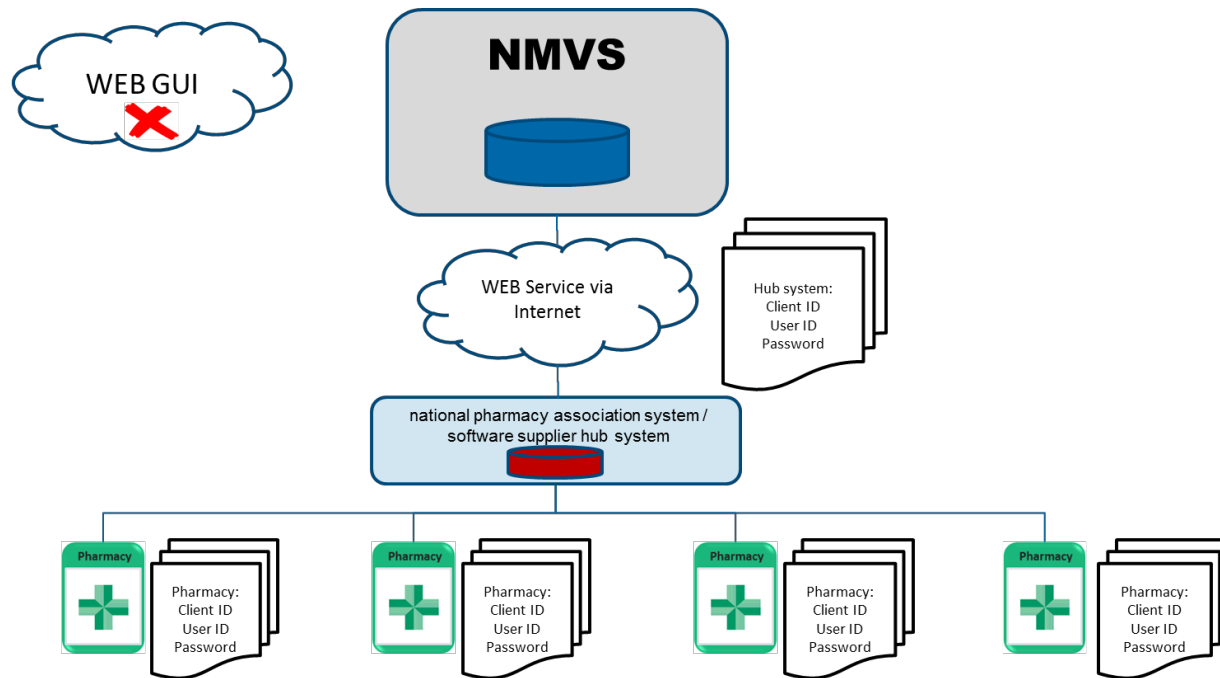 WEB GUI
NMVS
WEB Service via
Internet
Hub system:
Client ID
User ID
Password
national pharmacy association system /
software supplier hub system
Pharmacy
Pharmacy:
Client ID
User ID
Password
Pharmacy
Pharmacy:
Client ID
User ID
Password
Pharmacy
Pharmacy:
Client ID
User ID
Password
Pharmacy
Pharmacy:
Client ID
User ID
Password